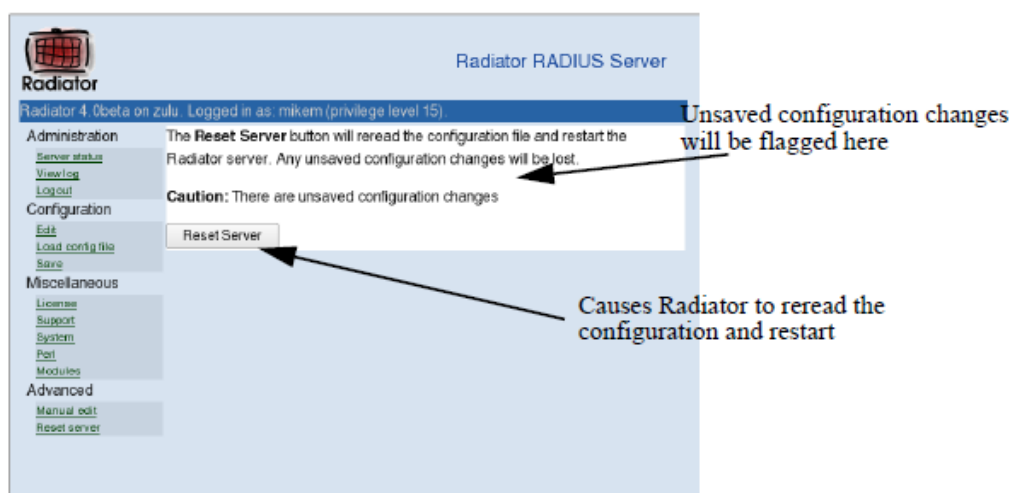 Radiator
Radiator RADIUS Server
Radiator 4.0beta on zulu. Logged in as: mikem (privilege level 15).
Administration
Server status
View log
Logout
Configuration
Edit
Load config file
Save
Miscellaneous
License
Support
System
Perl
Modules
Advanced
Manual edit
Reset server
The Reset Server button will reread the configuration file and restart the
Radiator server. Any unsaved configuration changes will be lost.
Caution: There are unsaved configuration changes
Reset Server
Unsaved configuration changes
will be flagged here
Causes Radiator to reread the
configuration and restart